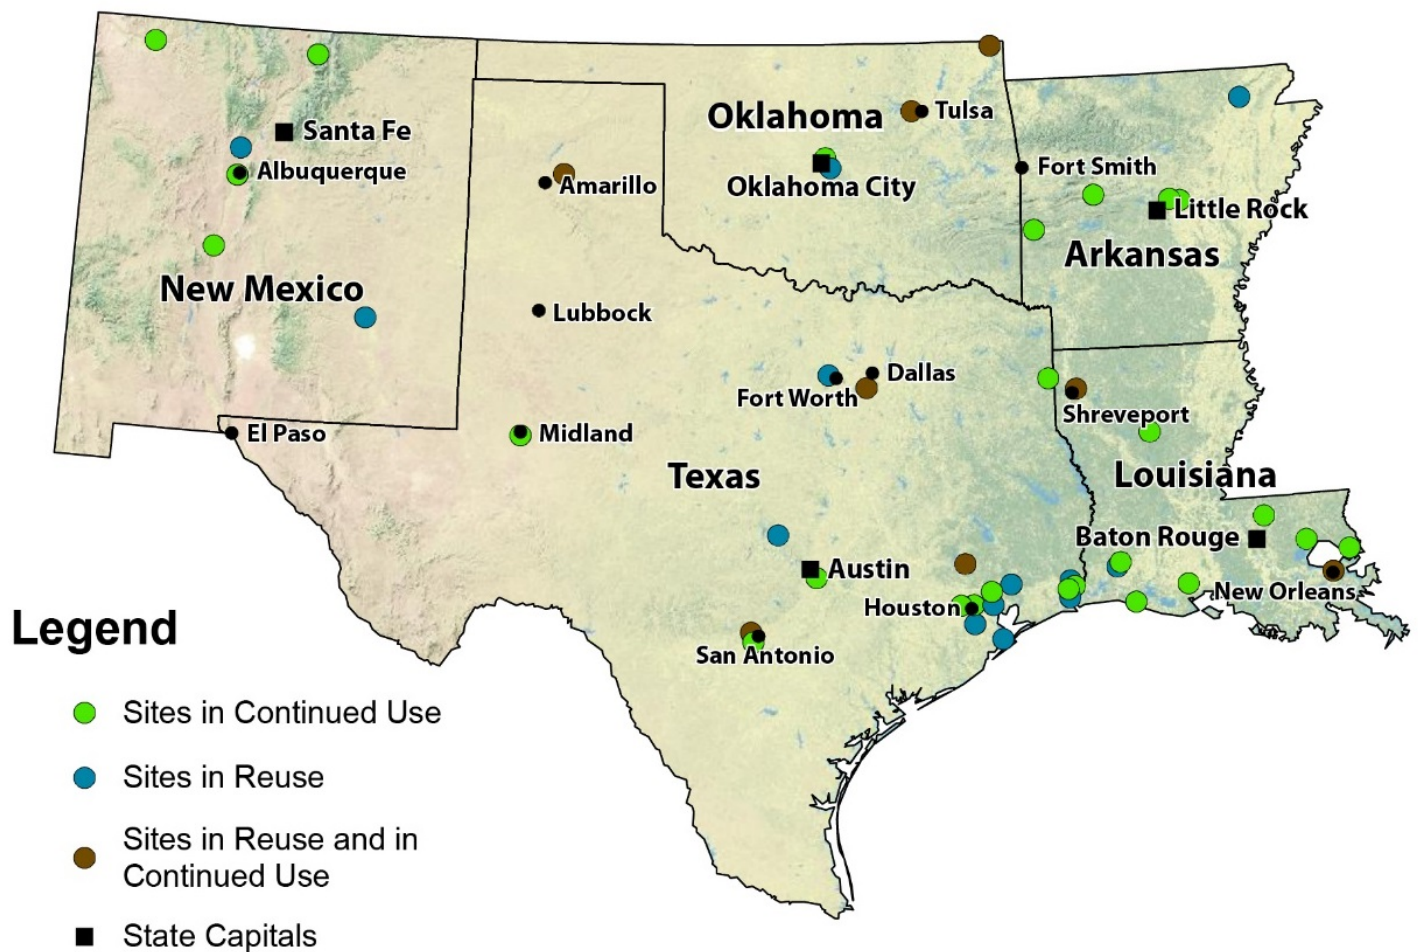 Oklahoma
Tulsa
Santa Fe
Albuquerque
Amarillo
Oklahoma City
Fort Smith
Little Rock
Arkansas
New Mexico
Lubbock
Dallas
Fort Worth
Shreveport
El Paso
Midland
Texas
Louisiana
Baton Rouge
Austin
New Orleans
Houston
San Antonio
Legend
Sites in Continued Use
Sites in Reuse
Sites in Reuse and in
Continued Use
State Capitals